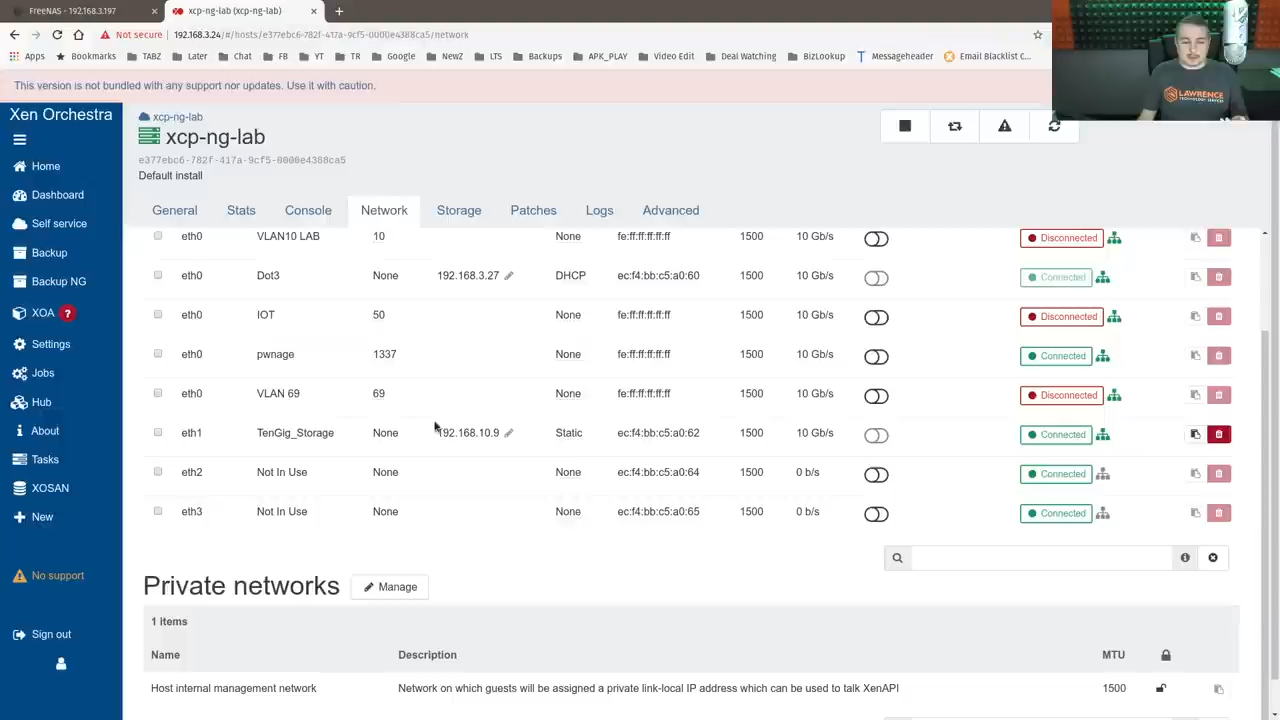 FreeNAS - 192.168.3.197
xcp-ng-lab (xcp-ng-lab)
Not secure
192.168.3.24/#/hosts/e377ebc6-782f-417a-9cf5-0000e4388ca5/network
Apps Bookmarks TABZ Later Chat FB YT TR Google NewZ LTS Backups APK_PLAY Video Edit Deal Watching BizLookup Messageheader Email Blacklist C...
This version is not bundled with any support nor updates. Use it with caution.
LAWRENCE
TECHNOLOGY SERVICES
Xen Orchestra
Home
Dashboard
Self service
Backup
Backup NG
XOA ?
Settings
Jobs
Hub
About
Tasks
XOSAN
New
No support
Sign out
xcp-ng-lab
xcp-ng-lab
e377ebc6-782f-417a-9cf5-0000e4388ca5
Default install
General Stats Console Network Storage Patches Logs Advanced
eth0 VLAN10 LAB 10 None fe:ff:ff:ff:ff:ff 1500 10 Gb/s Disconnected
eth0 Dot3 None 192.168.3.27 DHCP ec:f4:bb:c5:a0:60 1500 10 Gb/s Connected
eth0 IOT 50 None fe:ff:ff:ff:ff:ff 1500 10 Gb/s Disconnected
eth0 pwnage 1337 None fe:ff:ff:ff:ff:ff 1500 10 Gb/s Connected
eth0 VLAN 69 69 None fe:ff:ff:ff:ff:ff 1500 10 Gb/s Disconnected
eth1 TenGig_Storage None 192.168.10.9 Static ec:f4:bb:c5:a0:62 1500 10 Gb/s Connected
eth2 Not In Use None None ec:f4:bb:c5:a0:64 1500 0 b/s Connected
eth3 Not In Use None None ec:f4:bb:c5:a0:65 1500 0 b/s Connected
Private networks Manage
1 items
Name Description MTU
Host internal management network Network on which guests will be assigned a private link-local IP address which can be used to talk XenAPI 1500